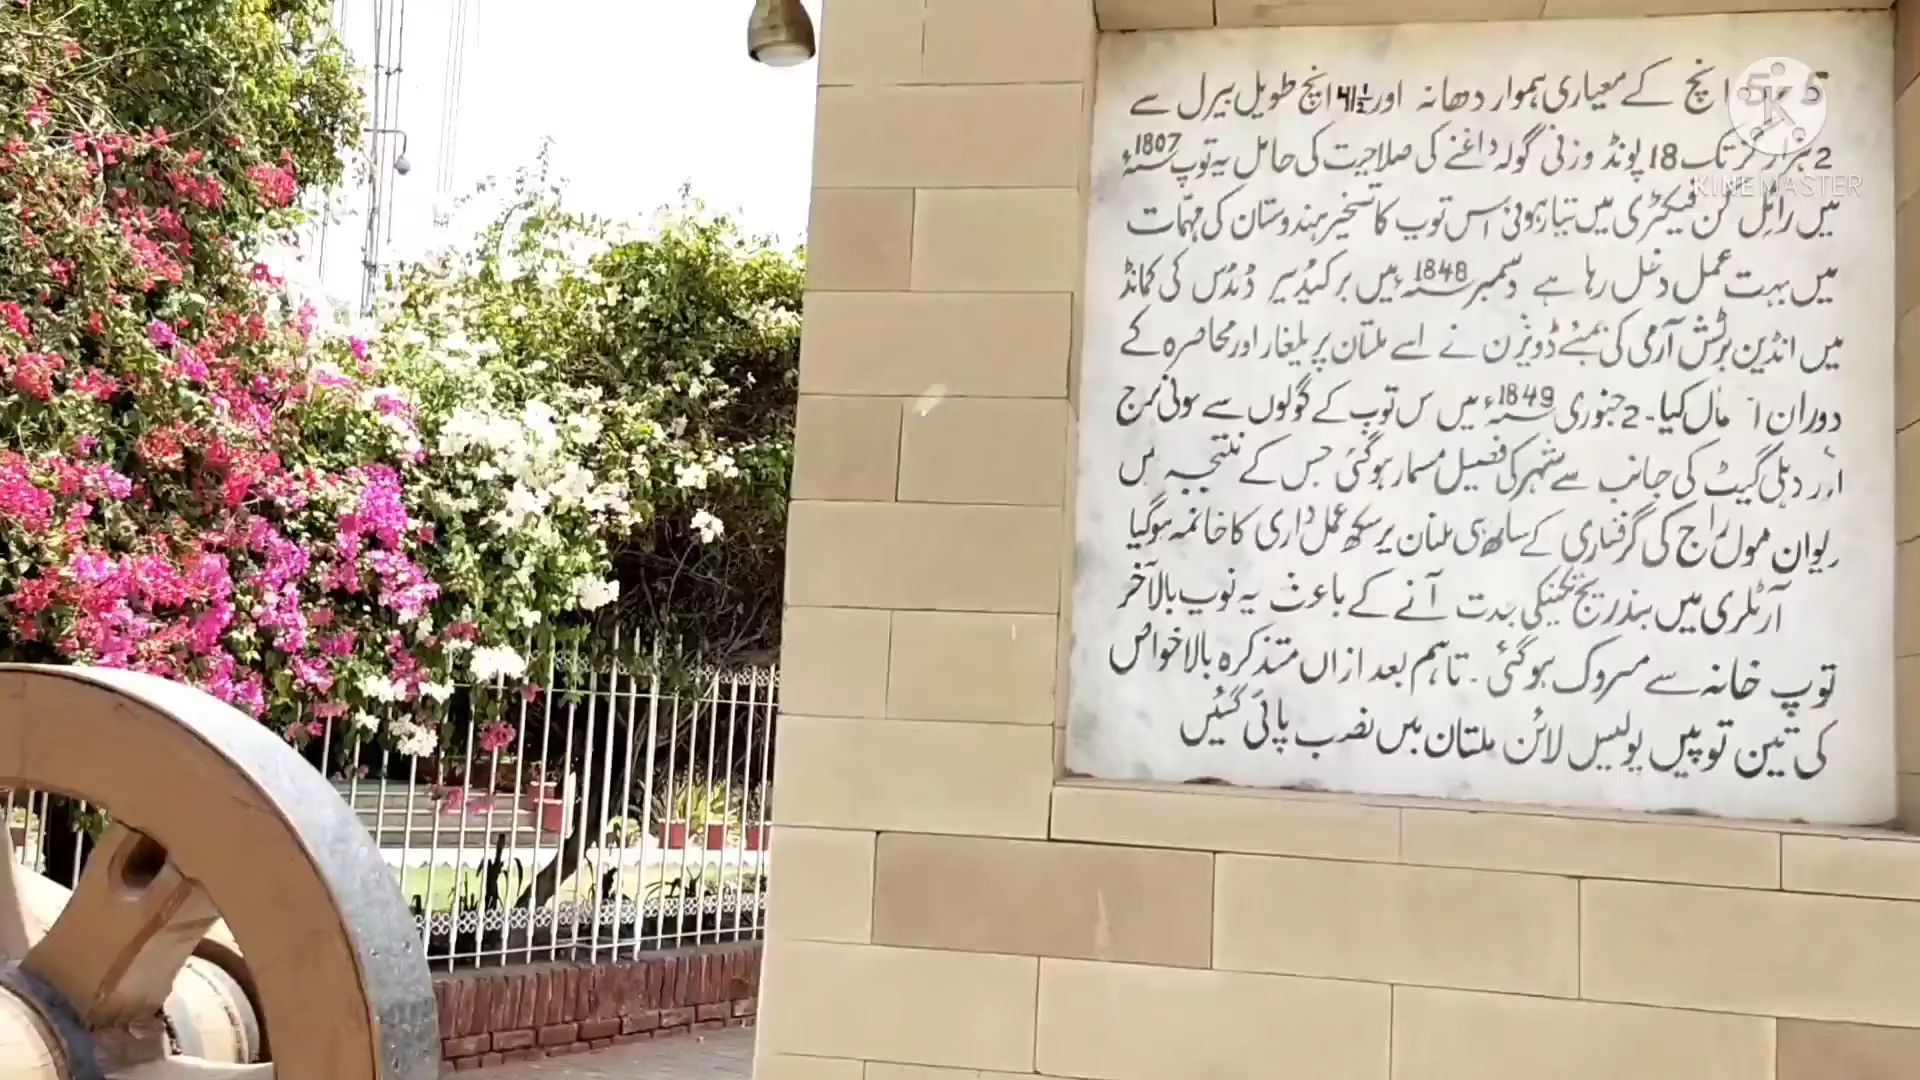 5.5 انچ کے معیاری ہموار دھانہ اور 41½ انچ طویل بیرل سے
2 ہزار گز تک 18 پونڈ وزنی گولہ داغنے کی صلاحیت کی حامل یہ توپ 1807ء
میں رائل گن فیکٹری میں تیار ہوئی اس توپ کا تسخیر ہندوستان کی مہمات
میں بہت عمل دخل رہا ہے دسمبر 1848ء میں برگیڈیر ڈنڈس کی کمانڈ
میں انڈین برٹش آرمی کی بمبئے ڈویژن نے اسے ملتان پر یلغار اور محاصرہ کے
دوران کیا۔ 2 جنوری 1849ء میں س توپ کے گولوں سے خونی برج
اور دہلی گیٹ کی جانب سے شہر کی فصیل مسمار ہوگئی جس کے نتیجہ میں
دیوان مول راج کی گرفتاری کے ساتھ ہی ملتان پر سکھ عمل داری کا خاتمہ ہوگیا
آرٹلری میں بتدریج تکنیکی جدت آنے کے باعث یہ توپ بالآخر
توپ خانہ سے متروک ہوگئی۔ تاہم بعد ازاں متذکرہ بالا خواص
کی تین توپیں پولیس لائن ملتان میں نصب پائی گئیں
KINEMASTER